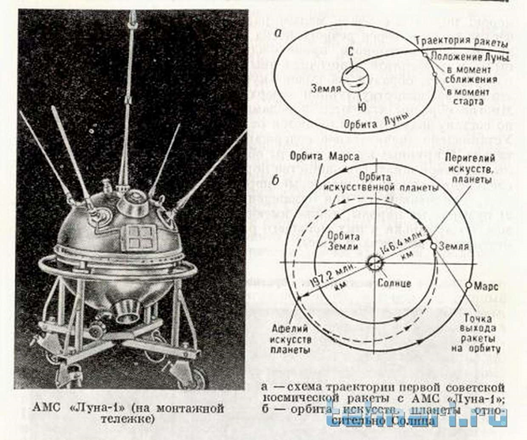 а
Траектория ракеты
С
Положение Луны
в момент
сближения
Земля
в момент
старта
Ю
Орбита Луны
б
Орбита Марса
Перигелий
искусств.
планеты
Орбита
искусственной планеты
Орбита
Земли
146.4 млн.
км
Земля
197.2 млн.
км
Солнце
Марс
Афелий
искусств
планеты
Точка
выхода
ракеты
на орбиту
АМС «Луна-1» (на монтажной
тележке)
а — схема траектории первой советской
космической ракеты с АМС «Луна-1»;
б — орбита искусств. планеты отно-
сительно Солнца